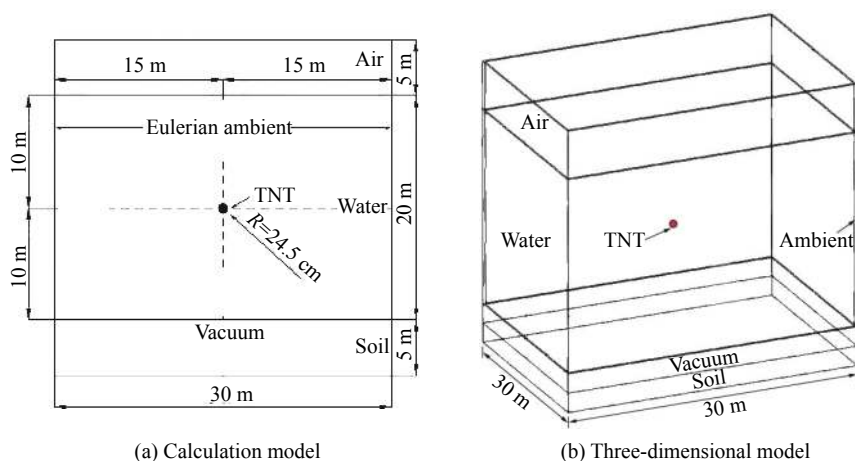 15 m
15 m
Air
5 m
Eulerian ambient
10 m
TNT
Water
20 m
R=24.5 cm
10 m
Vacuum
Soil
5 m
30 m
(a) Calculation model
Air
Water
TNT
Ambient
Vacuum
Soil
30 m
30 m
(b) Three-dimensional model